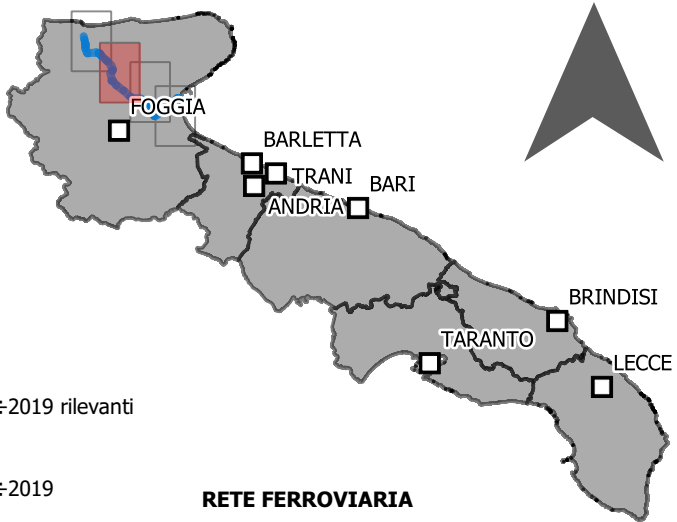 FOGGIA
BARLETTA
TRANI
ANDRIA
BARI
BRINDISI
TARANTO
LECCE
÷2019 rilevanti
÷2019
RETE FERROVIARIA